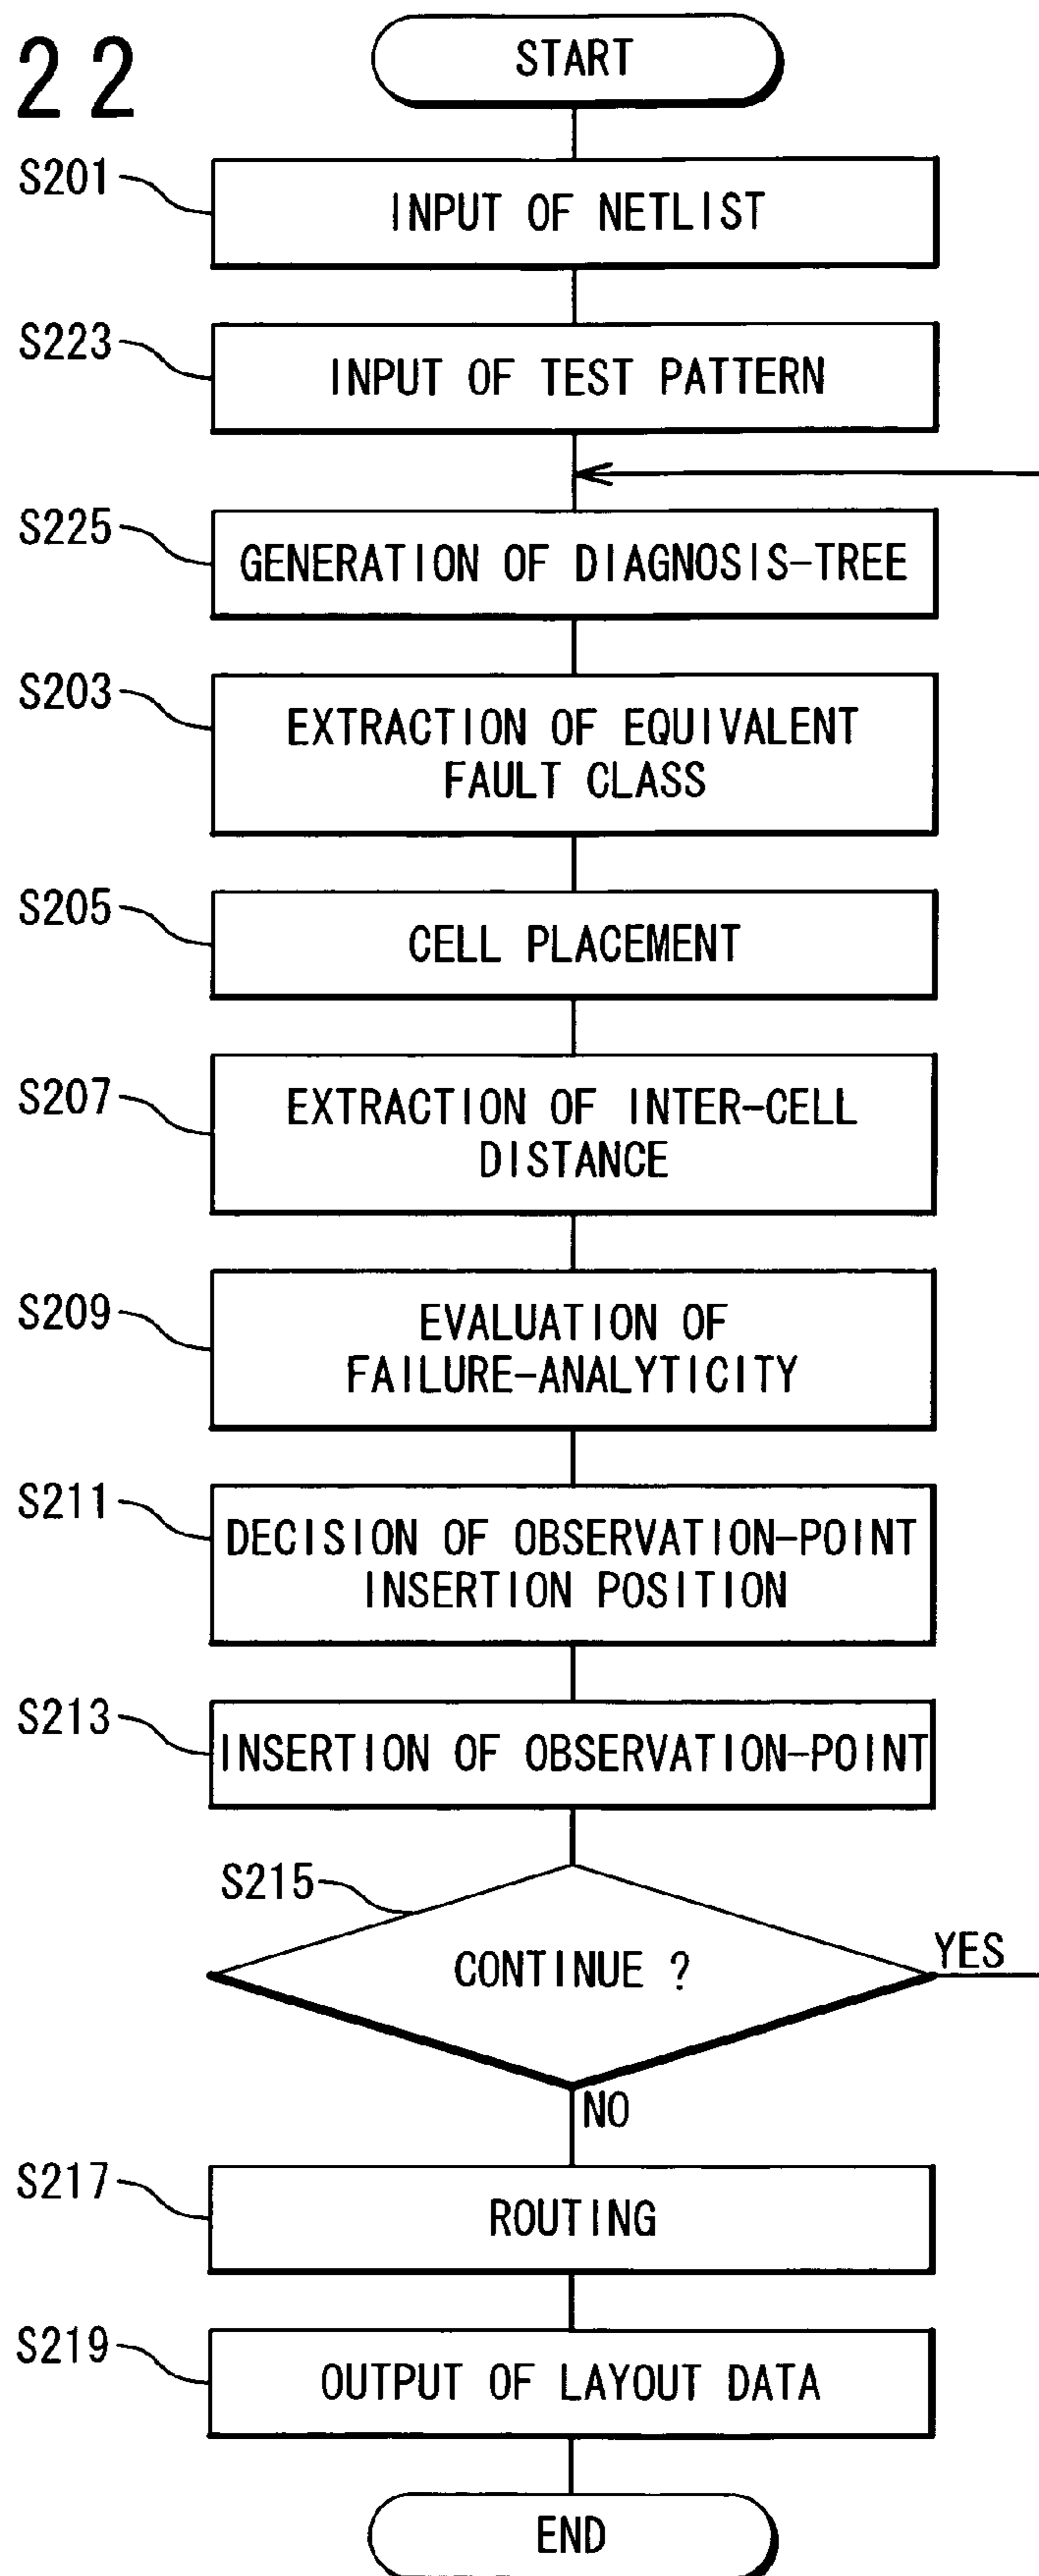 22
START
S201
INPUT OF NETLIST
S223
INPUT OF TEST PATTERN
S225
GENERATION OF DIAGNOSIS-TREE
S203
EXTRACTION OF EQUIVALENT
FAULT CLASS
S205
CELL PLACEMENT
S207
EXTRACTION OF INTER-CELL
DISTANCE
S209
EVALUATION OF
FAILURE-ANALYTICITY
S211
DECISION OF OBSERVATION-POINT
INSERTION POSITION
S213
INSERTION OF OBSERVATION-POINT
S215
CONTINUE ?
YES
NO
S217
ROUTING
S219
OUTPUT OF LAYOUT DATA
END